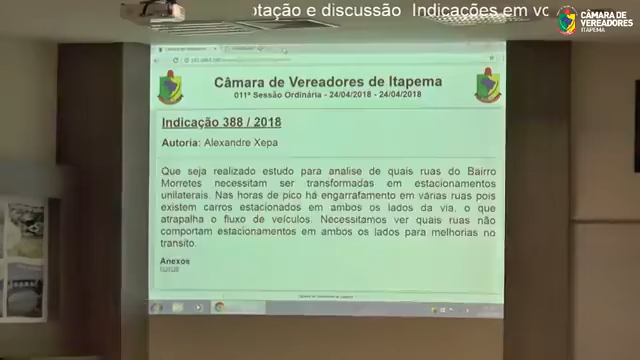 otação e discussão Indicações em vo
CÂMARA DE
VEREADORES
ITAPEMA
Câmara de Vereadores de Itapema
011ª Sessão Ordinária - 24/04/2018 - 24/04/2018
Indicação 388 / 2018
Autoria: Alexandre Xepa
Que seja realizado estudo para analise de quais ruas do Bairro
Morretes necessitam ser transformadas em estacionamentos
unilaterais. Nas horas de pico há engarrafamento em várias ruas pois
existem carros estacionados em ambos os lados da via, o que
atrapalha o fluxo de veículos. Necessitamos ver quais ruas não
comportam estacionamentos em ambos os lados para melhorias no
transito.
Anexos